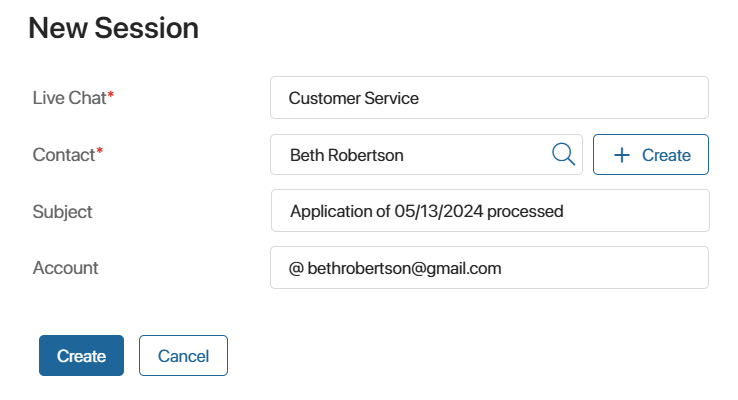 New Session
Live Chat* Customer Service
Contact* Beth Robertson + Create
Subject Application of 05/13/2024 processed
Account @ bethrobertson@gmail.com
Create Cancel